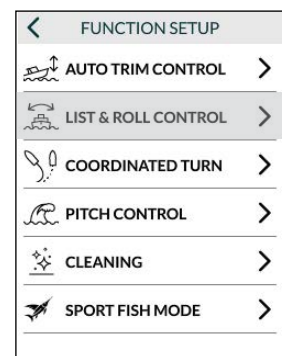 FUNCTION SETUP
AUTO TRIM CONTROL
LIST & ROLL CONTROL
COORDINATED TURN
PITCH CONTROL
CLEANING
SPORT FISH MODE